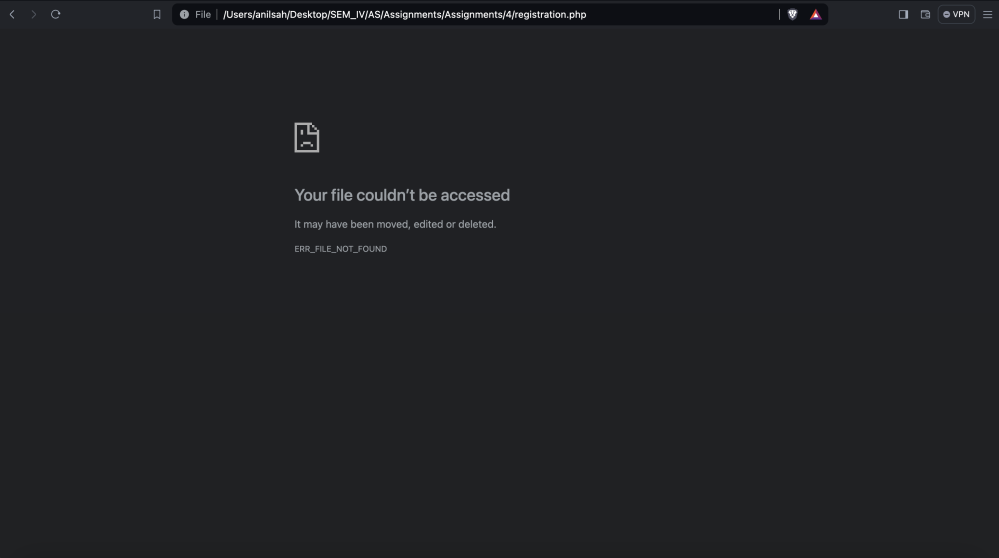 File /Users/anilsah/Desktop/SEM_IV/AS/Assignments/Assignments/4/registration.php
VPN
Your file couldn’t be accessed
It may have been moved, edited or deleted.
ERR_FILE_NOT_FOUND